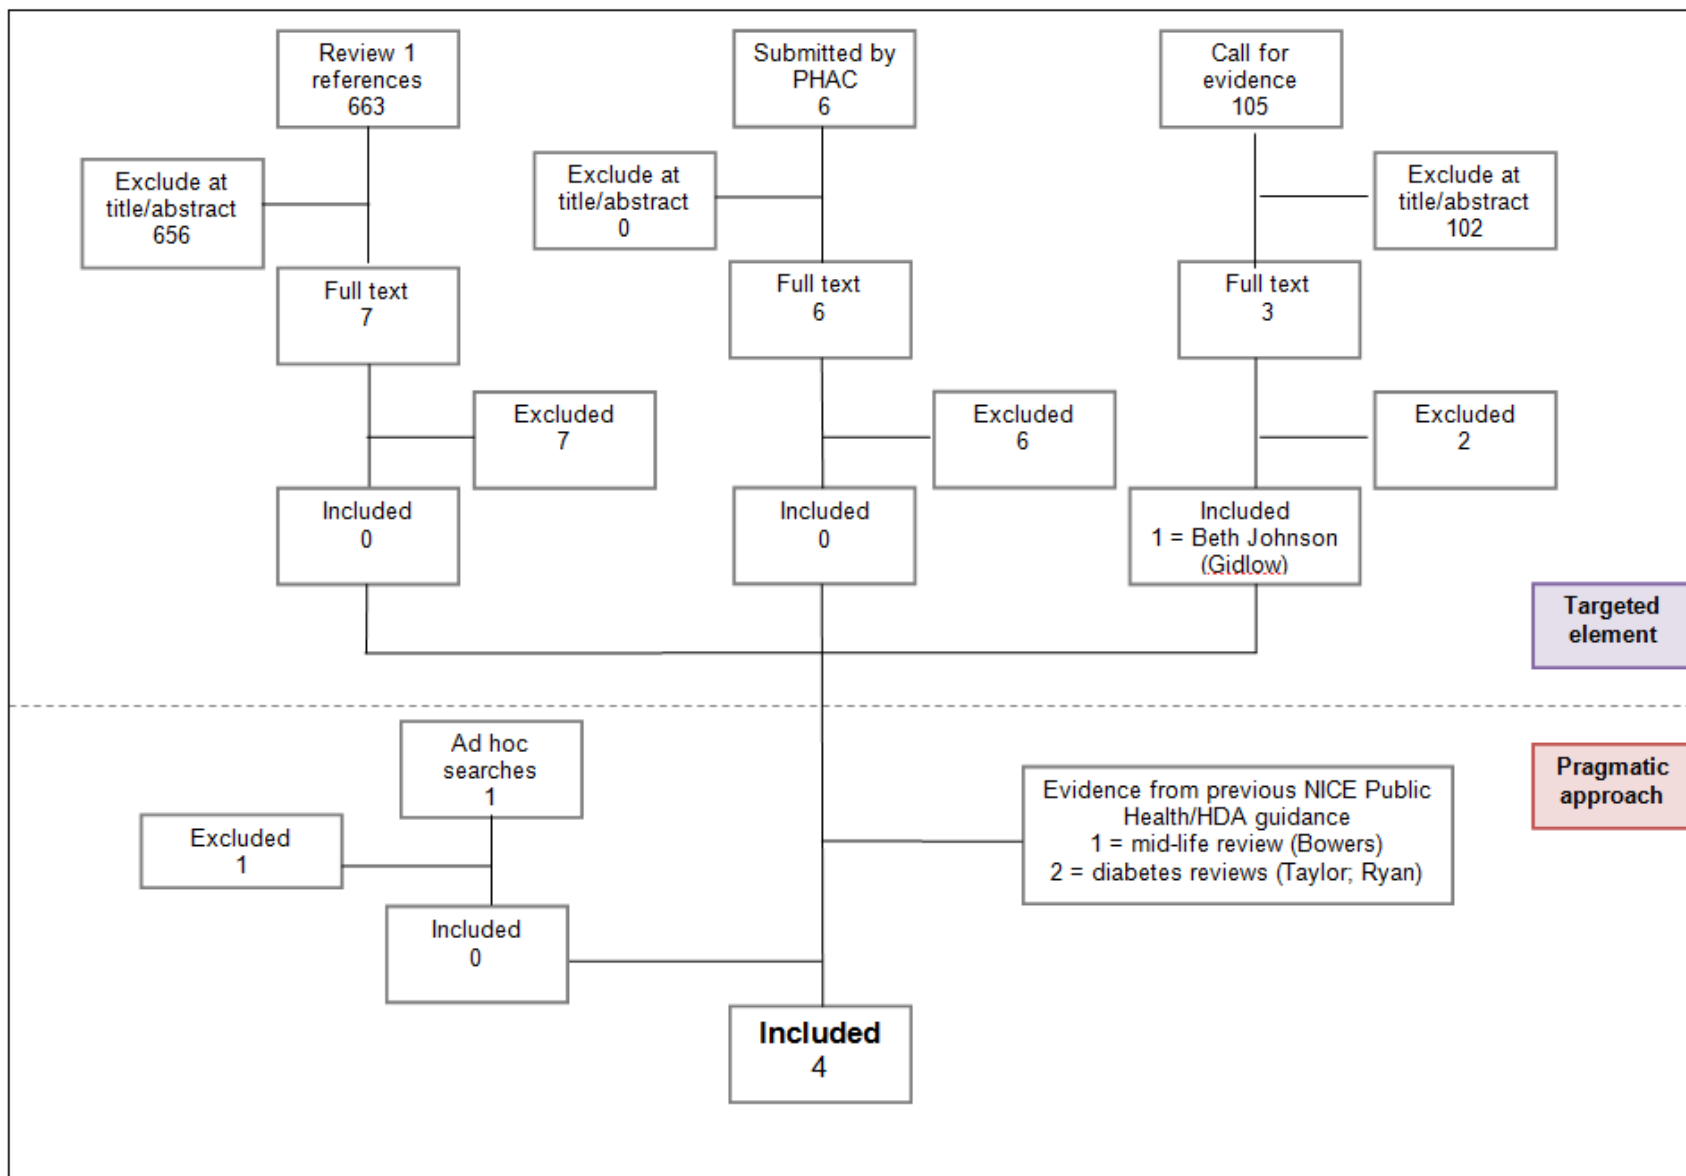 Review 1
references
663
Submitted by
PHAC
6
Call for
evidence
105
Exclude at
title/abstract
656
Exclude at
title/abstract
0
Exclude at
title/abstract
102
Full text
7
Full text
6
Full text
3
Excluded
7
Excluded
6
Excluded
2
Included
0
Included
0
Included
1 = Beth Johnson
(Gidlow)
Targeted
element
Ad hoc
searches
1
Pragmatic
approach
Evidence from previous NICE Public
Health/HDA guidance
1 = mid-life review (Bowers)
2 = diabetes reviews (Taylor; Ryan)
Excluded
1
Included
0
Included
4